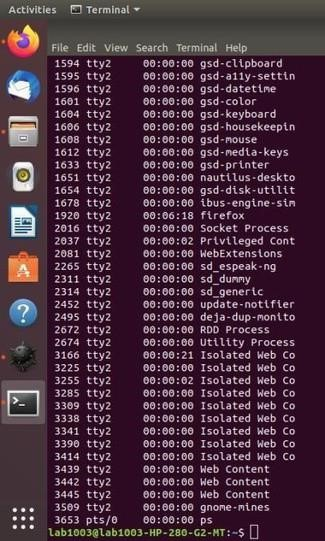 Activities Terminal
File Edit View Search Terminal Help
1594 tty2 00:00:00 gsd-clipboard
1595 tty2 00:00:00 gsd-a11y-settin
1596 tty2 00:00:00 gsd-datetime
1601 tty2 00:00:00 gsd-color
1604 tty2 00:00:00 gsd-keyboard
1606 tty2 00:00:00 gsd-housekeepin
1608 tty2 00:00:00 gsd-mouse
1612 tty2 00:00:00 gsd-media-keys
1633 tty2 00:00:00 gsd-printer
1651 tty2 00:00:00 nautilus-deskto
1654 tty2 00:00:00 gsd-disk-utilit
1678 tty2 00:00:00 ibus-engine-sim
1920 tty2 00:06:18 firefox
2016 tty2 00:00:00 Socket Process
2037 tty2 00:00:02 Privileged Cont
2081 tty2 00:00:00 WebExtensions
2265 tty2 00:00:00 sd_espeak-ng
2311 tty2 00:00:00 sd_dummy
2314 tty2 00:00:00 sd_generic
2452 tty2 00:00:00 update-notifier
2495 tty2 00:00:00 deja-dup-monito
2672 tty2 00:00:00 RDD Process
2674 tty2 00:00:00 Utility Process
3166 tty2 00:00:21 Isolated Web Co
3225 tty2 00:00:00 Isolated Web Co
3255 tty2 00:00:02 Isolated Web Co
3285 tty2 00:00:00 Isolated Web Co
3309 tty2 00:00:00 Isolated Web Co
3338 tty2 00:00:00 Isolated Web Co
3341 tty2 00:00:00 Isolated Web Co
3390 tty2 00:00:00 Isolated Web Co
3414 tty2 00:00:00 Isolated Web Co
3439 tty2 00:00:00 Web Content
3442 tty2 00:00:00 Web Content
3445 tty2 00:00:00 Web Content
3509 tty2 00:00:00 gnome-mines
3653 pts/0 00:00:00 ps
lab1003@lab1003-HP-280-G2-MT:~$